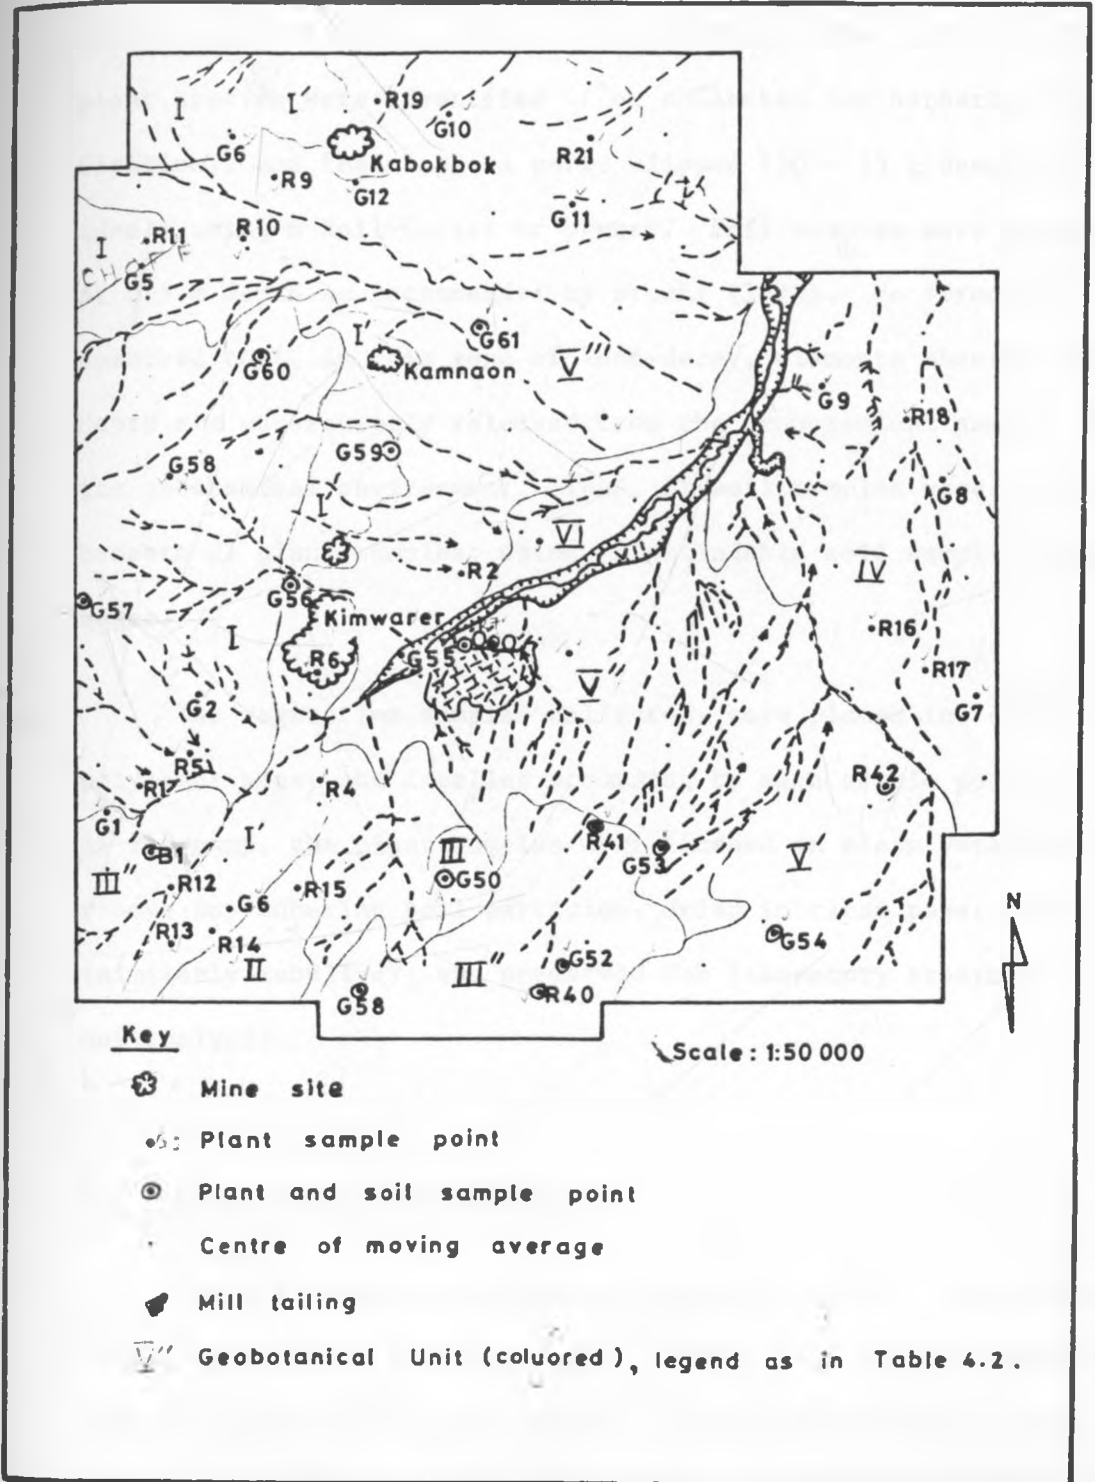 I I' R19
G10
G6 Kabokbok R21
R9 G12
G11
I R11 R10
G5 CHOFF
I' G61
G60 Kamnaon V"
G9
R18
G59
G58
G8
I
VI
R2 IV
G56
G57
Kimwarer R16
I R6 G55
R17
V
G2 G7
R5
R17 R4 R42
G1
I' R41
B1 III G53 V
III" G50
R12 R15
G6
R13 R14 G54
II III" G52
G58 R40
N
Key Scale: 1:50 000
Mine site
Plant sample point
Plant and soil sample point
Centre of moving average
Mill tailing
V" Geobotanical Unit (coluored), legend as in Table 4.2.